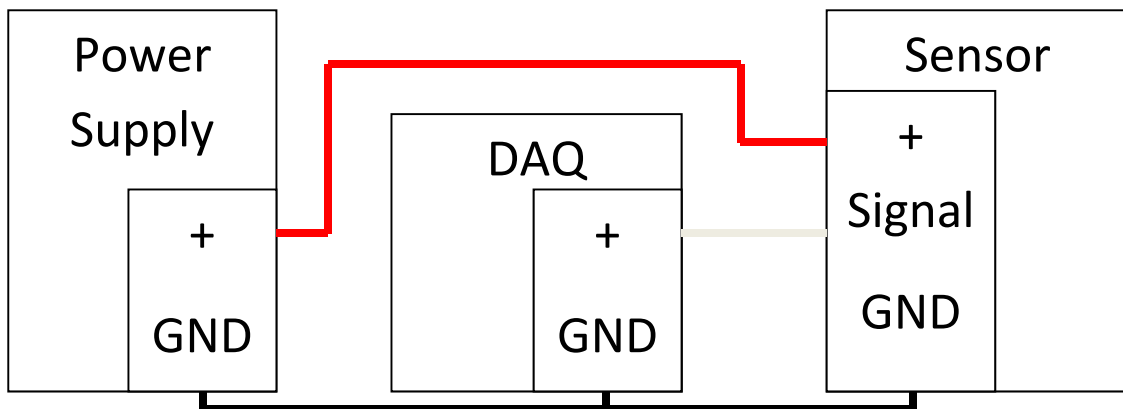 Power
Supply
+
GND
DAQ
+
GND
Sensor
+
Signal
GND